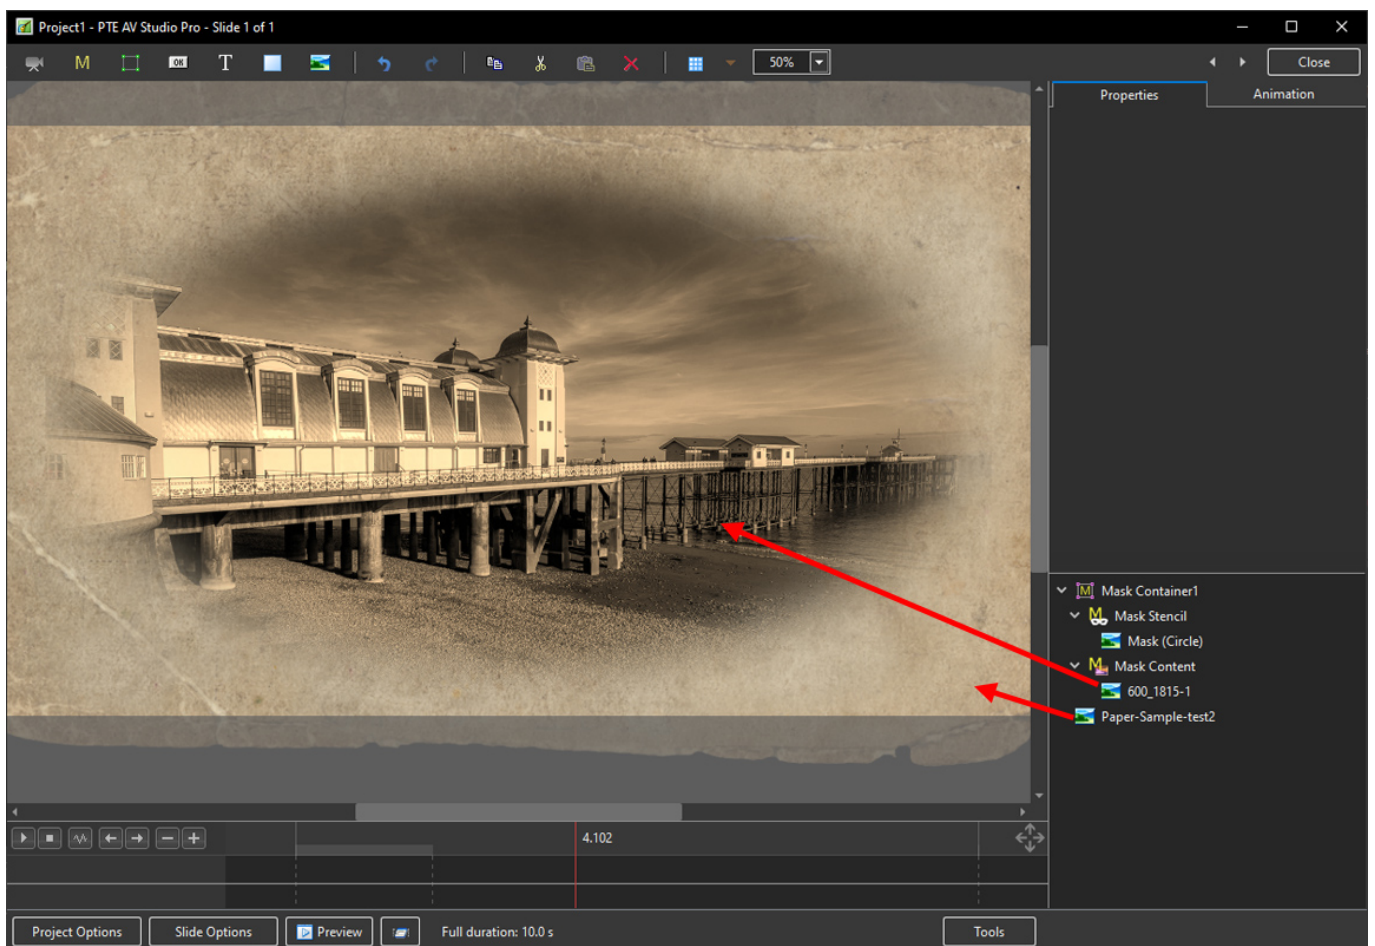 Project1 - PTE AV Studio Pro - Slide 1 of 1
M OK T 50% Close
Properties Animation
Mask Container1
Mask Stencil
Mask (Circle)
Mask Content
600_1815-1
Paper-Sample-test2
4.102
Project Options Slide Options Preview Full duration: 10.0 s Tools